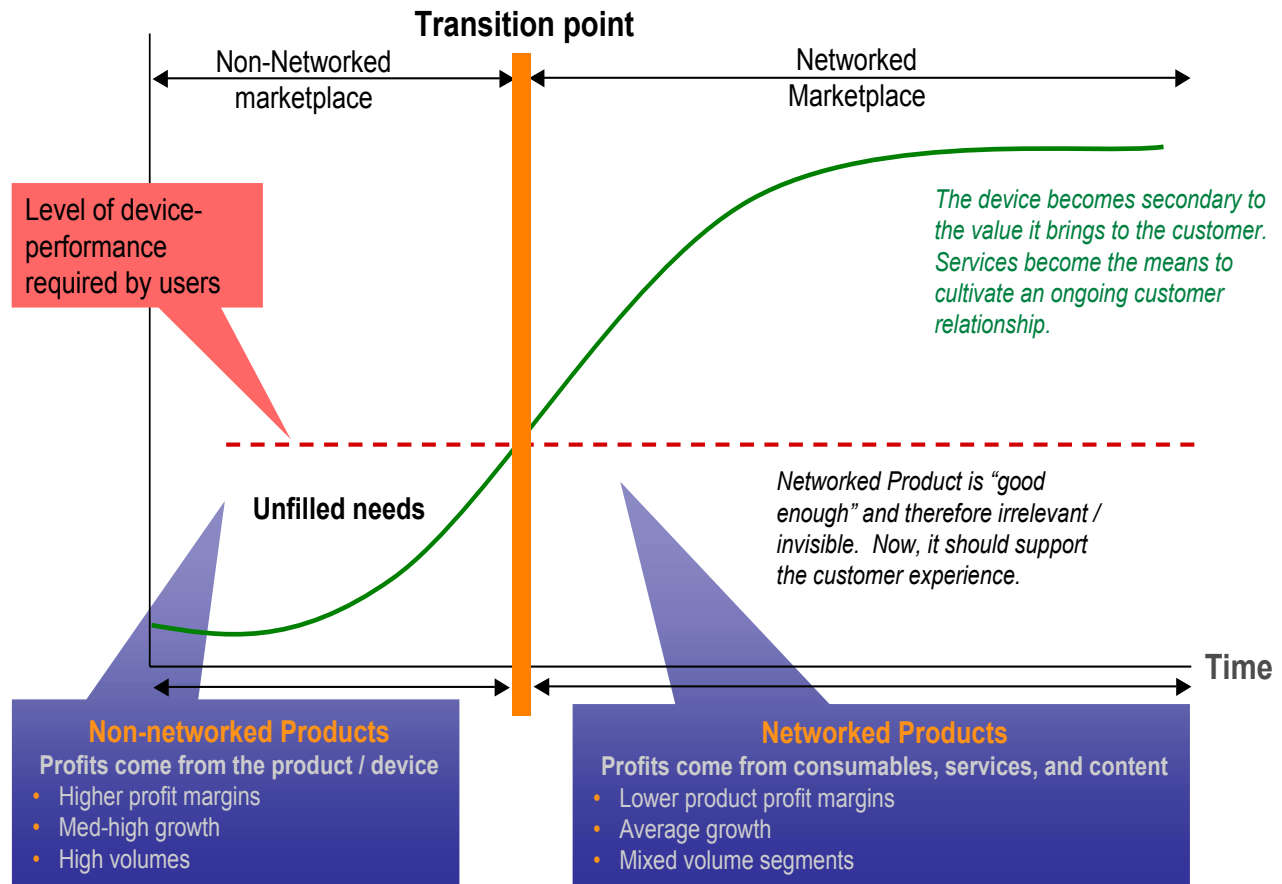 Transition point
Non-Networked
marketplace
Networked
Marketplace
Level of device-
performance
required by users
The device becomes secondary to
the value it brings to the customer.
Services become the means to
cultivate an ongoing customer
relationship.
Unfilled needs
Networked Product is “good
enough” and therefore irrelevant /
invisible.  Now, it should support
the customer experience.
Time
Non-networked Products
Profits come from the product / device
• Higher profit margins
• Med-high growth
• High volumes
Networked Products
Profits come from consumables, services, and content
• Lower product profit margins
• Average growth
• Mixed volume segments